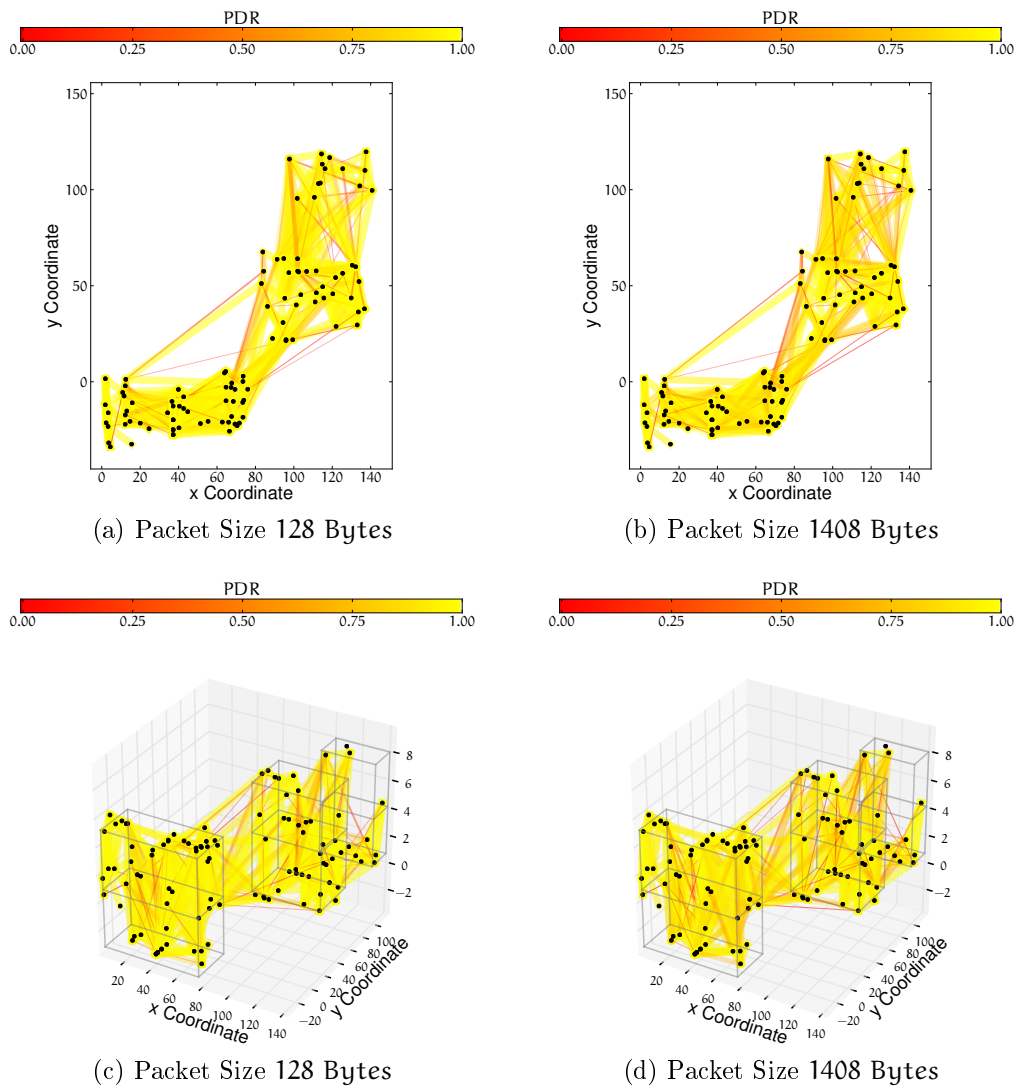 PDR PDR
0.00 0.25 0.50 0.75 1.00 0.00 0.25 0.50 0.75 1.00
150 150
100 100
50 50
0 0
y Coordinate y Coordinate
0 20 40 60 80 100 120 140 0 20 40 60 80 100 120 140
x Coordinate x Coordinate
(a) Packet Size 128 Bytes (b) Packet Size 1408 Bytes
PDR PDR
0.00 0.25 0.50 0.75 1.00 0.00 0.25 0.50 0.75 1.00
8 8
6 6
4 4
2 2
0 0
−2 −2
20 40 60 80 100 120 140 20 40 60 80 100 120 140
x Coordinate x Coordinate
−20 0 20 40 60 80 100 −20 0 20 40 60 80 100
y Coordinate y Coordinate
(c) Packet Size 128 Bytes (d) Packet Size 1408 Bytes